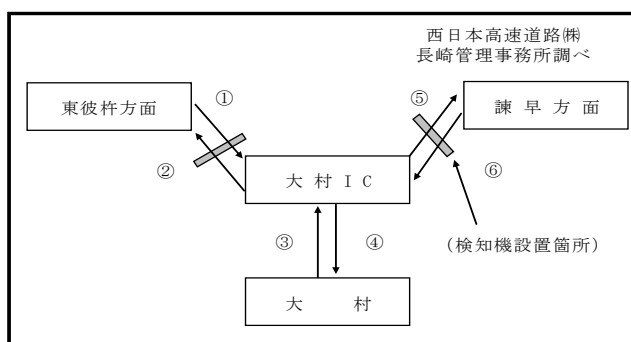 西日本高速道路㈱
長崎管理事務所調べ
東彼杵方面
①
②
⑤
諫早方面
⑥
大村IC
(検知機設置箇所)
③
④
大村